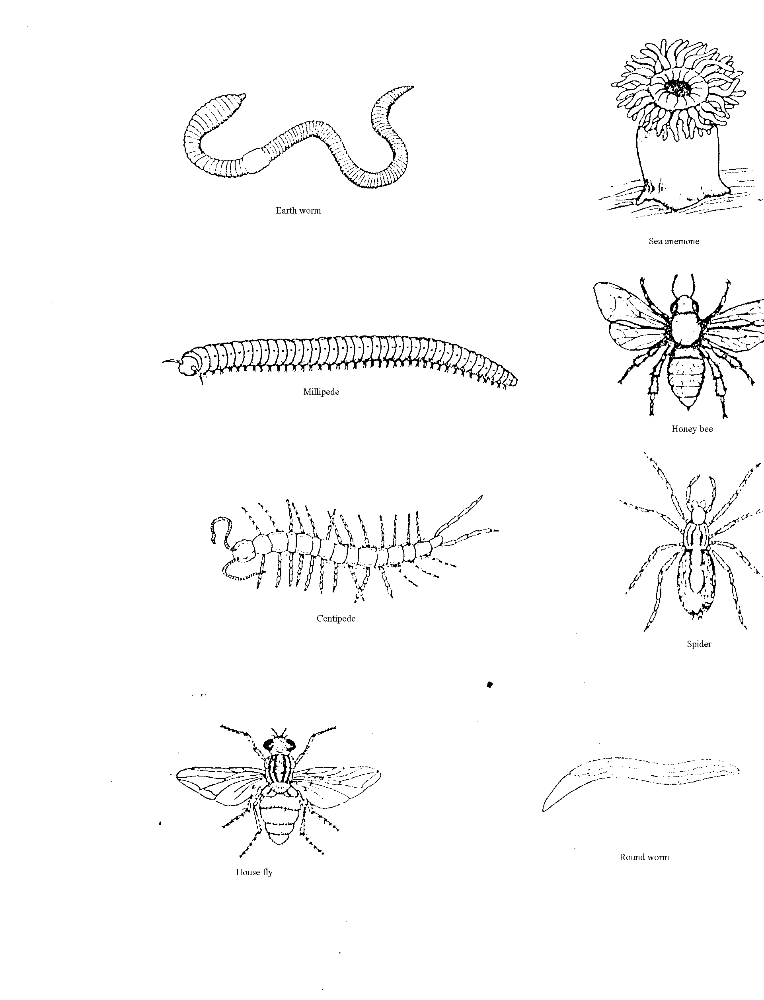 Earth worm
Sea anemone
Millipede
Honey bee
Centipede
Spider
House fly
Round worm